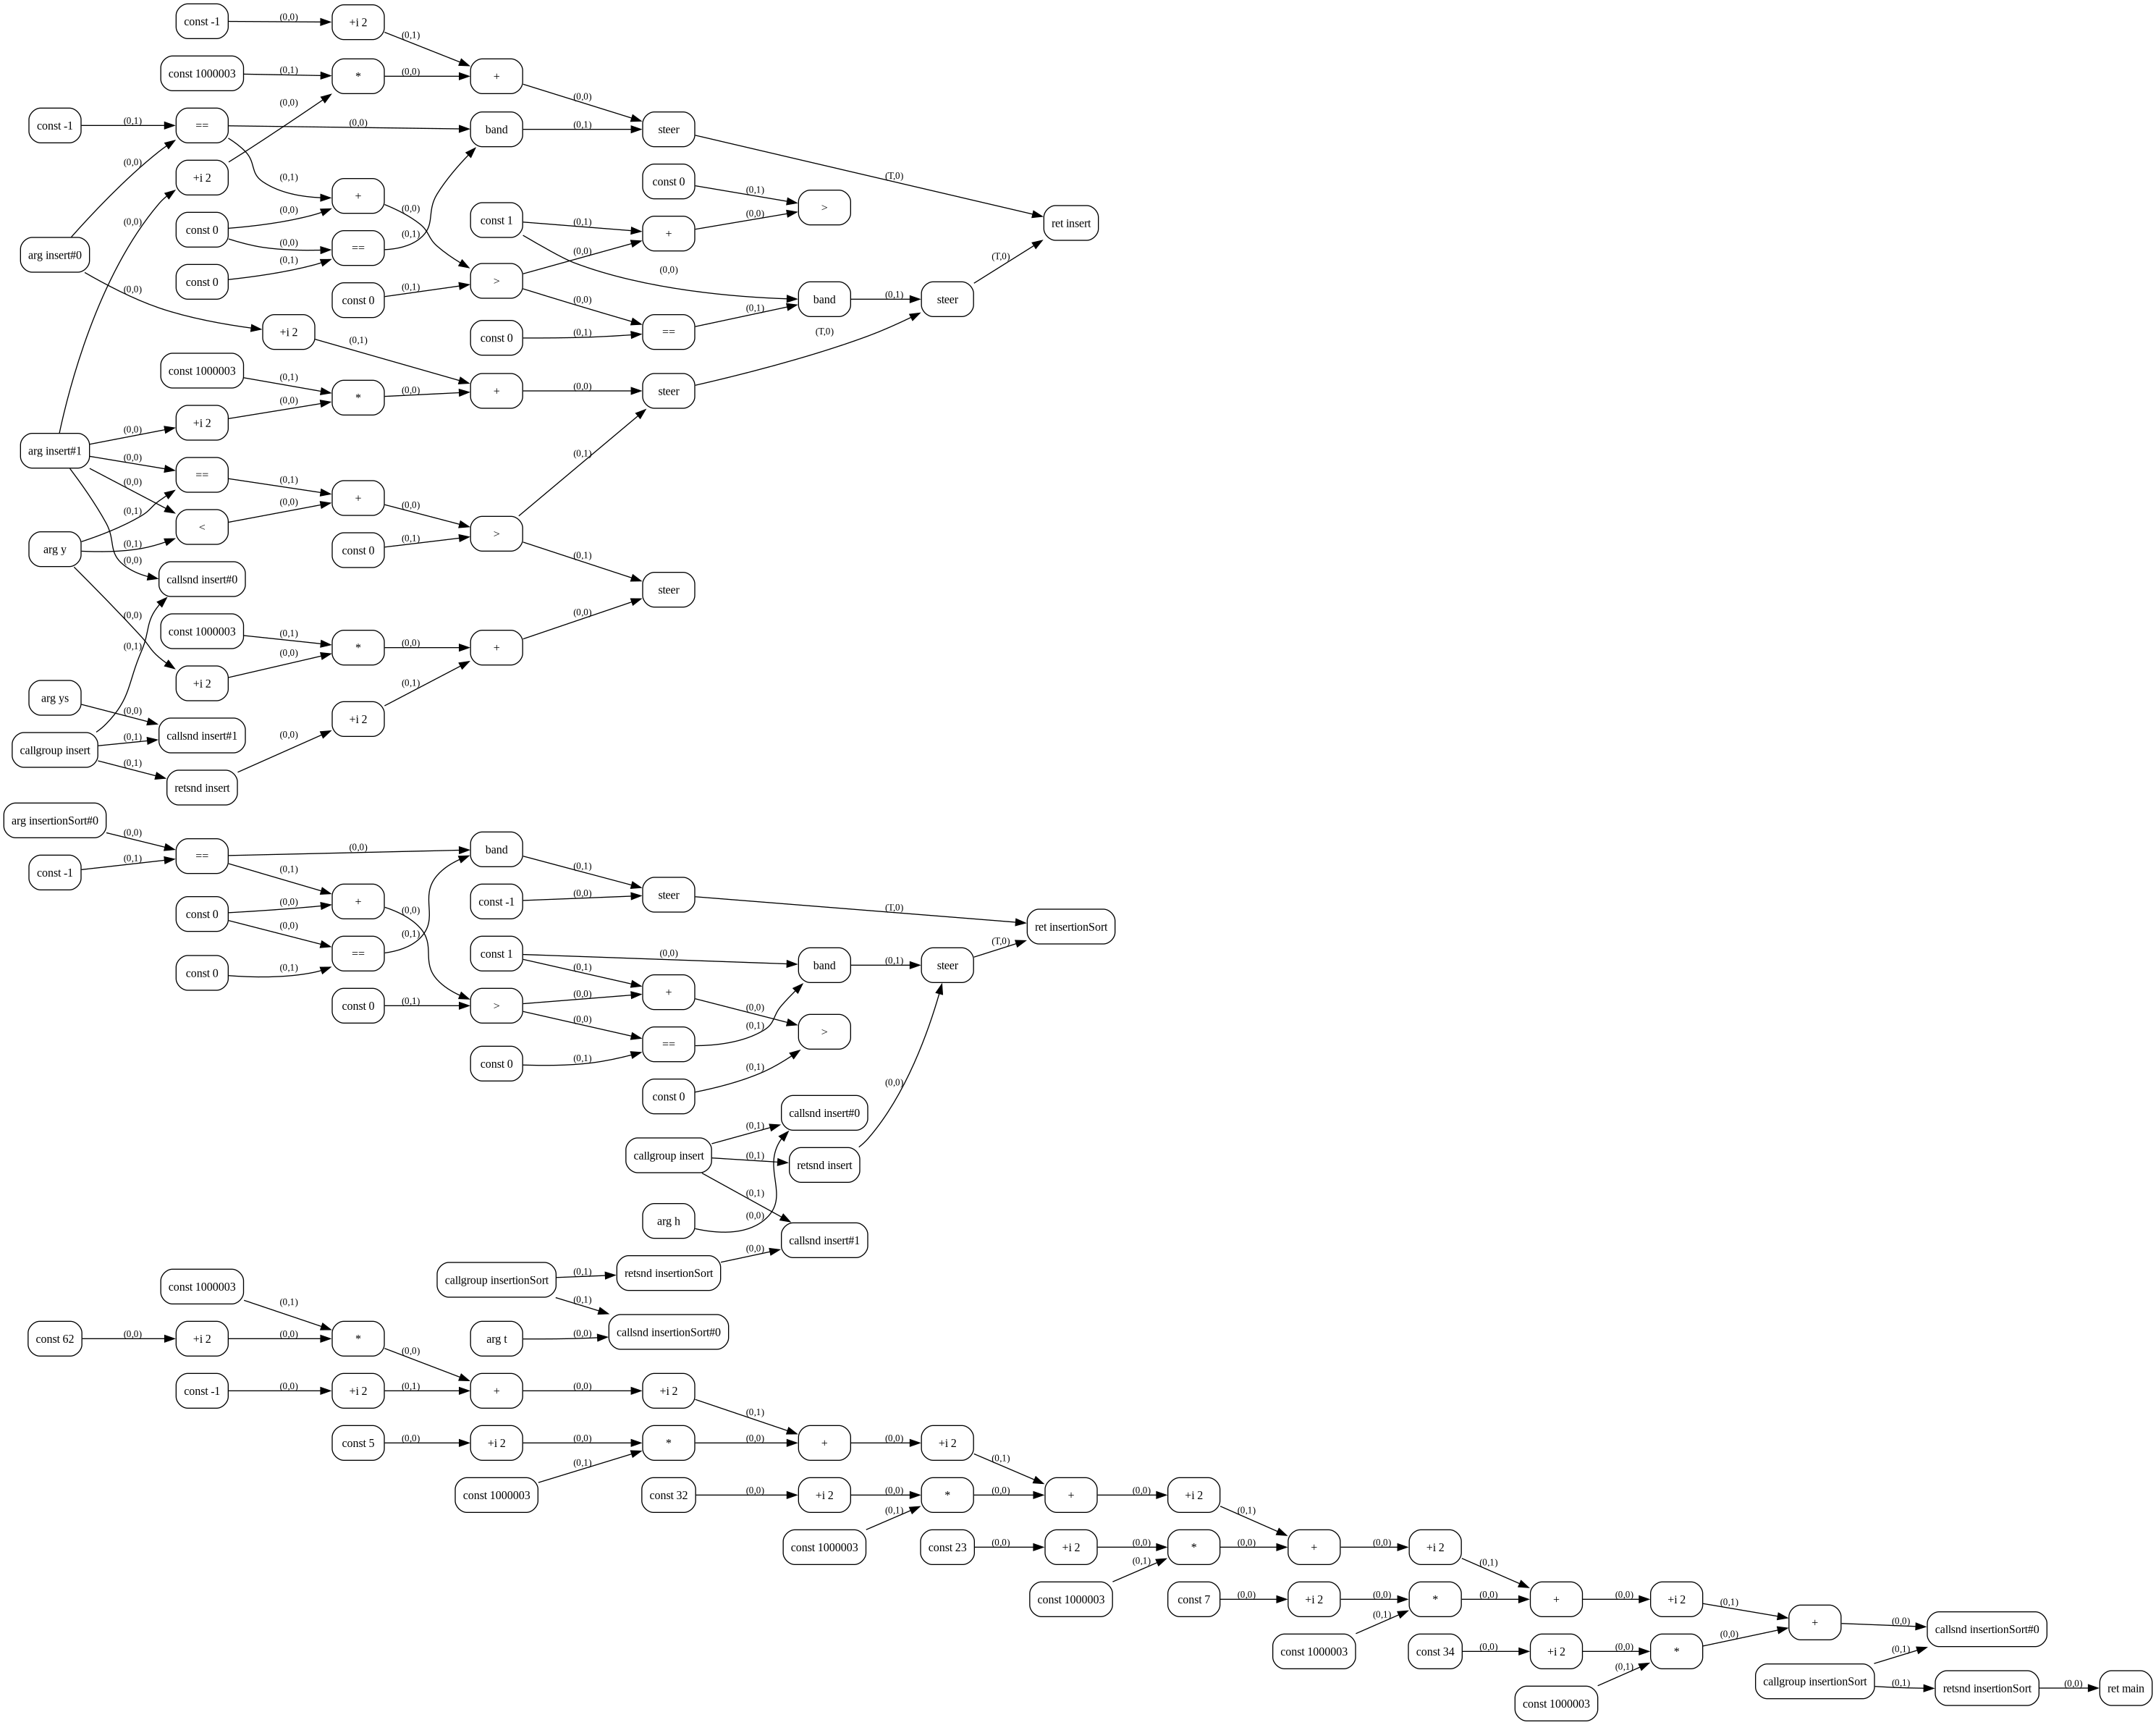 const -1
(0,0)
+i 2
(0,1)
const 1000003
(0,1)
*
(0,0)
+
(0,0)
(0,0)
const -1
(0,1)
==
(0,0)
band
(0,1)
steer
(T,0)
(0,0)
+i 2
(0,1)
+
(0,0)
const 0
(0,1)
>
(0,0)
(0,0)
const 0
(0,0)
const 1
(0,1)
+
(0,0)
ret insert
arg insert#0
(0,0)
==
(0,1)
(0,0)
(0,0)
(T,0)
const 0
(0,1)
(0,0)
const 0
(0,1)
>
(0,0)
band
(0,1)
steer
+i 2
(0,1)
const 0
(0,1)
==
(0,1)
(T,0)
const 1000003
(0,1)
*
(0,0)
+
(0,0)
steer
+i 2
(0,0)
(0,0)
arg insert#1
(0,0)
(0,0)
==
(0,1)
(0,1)
(0,0)
(0,1)
+
(0,0)
<
(0,0)
const 0
(0,1)
>
(0,1)
arg y
(0,1)
(0,0)
callsnd insert#0
steer
(0,0)
const 1000003
(0,1)
*
(0,0)
+
(0,0)
(0,1)
+i 2
(0,0)
(0,1)
arg ys
(0,0)
+i 2
callgroup insert
(0,1)
callsnd insert#1
(0,0)
(0,1)
retsnd insert
arg insertionSort#0
(0,0)
==
(0,0)
band
(0,1)
const -1
(0,1)
(0,1)
const 0
(0,0)
+
(0,0)
const -1
(0,0)
steer
(T,0)
(0,0)
(0,1)
ret insertionSort
const 0
(0,1)
==
const 1
(0,0)
(0,1)
band
(0,1)
steer
(T,0)
const 0
(0,1)
>
(0,0)
+
(0,0)
(0,0)
(0,1)
>
const 0
(0,1)
==
(0,1)
const 0
(0,0)
callgroup insert
(0,1)
callsnd insert#0
(0,1)
retsnd insert
(0,1)
arg h
(0,0)
callsnd insert#1
(0,0)
callgroup insertionSort
(0,1)
retsnd insertionSort
(0,1)
arg t
(0,0)
callsnd insertionSort#0
const 1000003
(0,1)
const 62
(0,0)
+i 2
(0,0)
*
(0,0)
const -1
(0,0)
+i 2
(0,1)
+
(0,0)
+i 2
(0,1)
const 5
(0,0)
+i 2
(0,0)
*
(0,0)
+
(0,0)
+i 2
(0,1)
const 1000003
(0,1)
const 32
(0,0)
+i 2
(0,0)
*
(0,0)
+
(0,0)
+i 2
(0,1)
const 1000003
(0,1)
const 23
(0,0)
+i 2
(0,0)
*
(0,0)
+
(0,0)
+i 2
(0,1)
const 1000003
(0,1)
const 7
(0,0)
+i 2
(0,0)
*
(0,0)
+
(0,0)
+i 2
(0,1)
const 1000003
(0,1)
const 34
(0,0)
+i 2
(0,0)
*
(0,0)
+
(0,0)
callsnd insertionSort#0
const 1000003
(0,1)
callgroup insertionSort
(0,1)
(0,1)
retsnd insertionSort
(0,0)
ret main